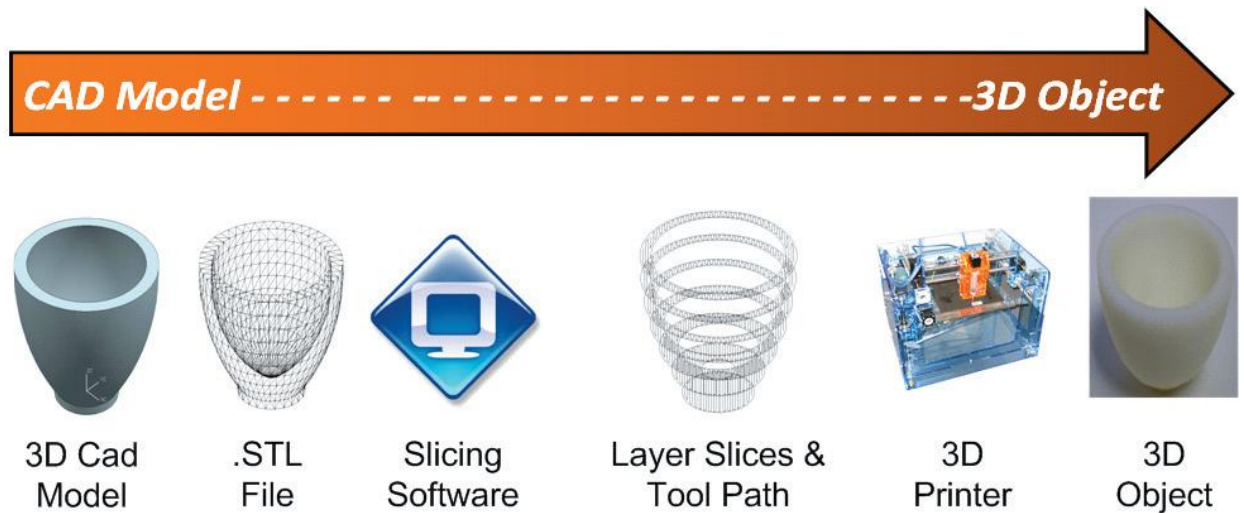 CAD Model - - - - - - -- - - - - - - - - - - - - - - - - - - - - -3D Object
3D Cad
Model
.STL
File
Slicing
Software
Layer Slices &
Tool Path
3D
Printer
3D
Object